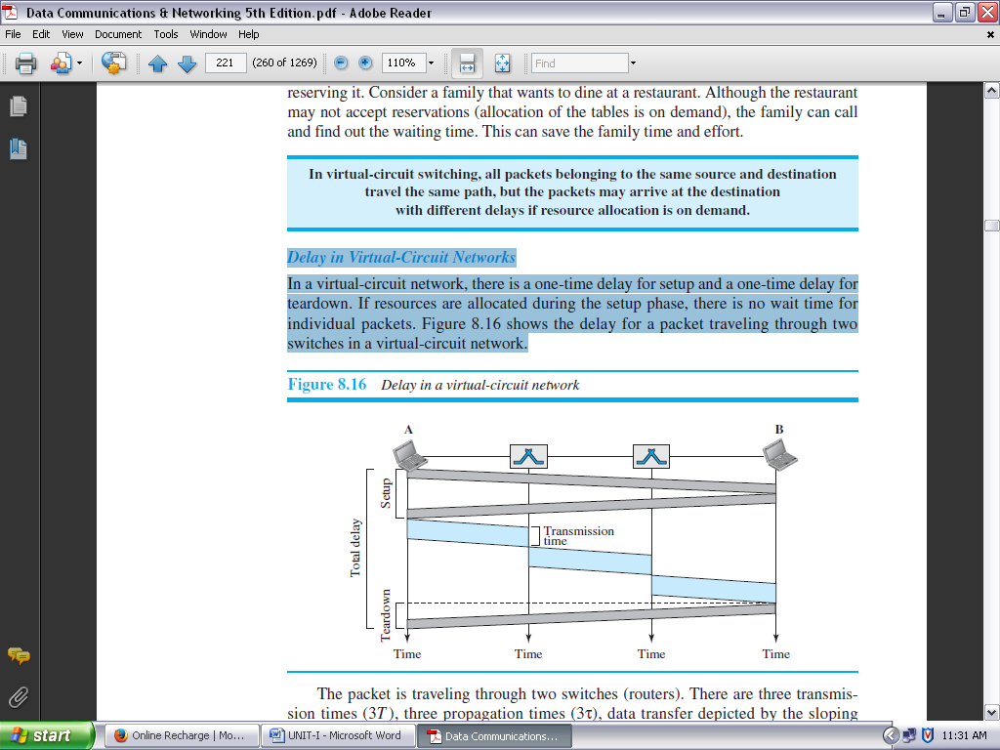 Data Communications & Networking 5th Edition.pdf - Adobe Reader
File Edit View Document Tools Window Help
221 (260 of 1269) 110% Find
reserving it. Consider a family that wants to dine at a restaurant. Although the restaurant
may not accept reservations (allocation of the tables is on demand), the family can call
and find out the waiting time. This can save the family time and effort.
In virtual-circuit switching, all packets belonging to the same source and destination
travel the same path, but the packets may arrive at the destination
with different delays if resource allocation is on demand.
Delay in Virtual-Circuit Networks
In a virtual-circuit network, there is a one-time delay for setup and a one-time delay for
teardown. If resources are allocated during the setup phase, there is no wait time for
individual packets. Figure 8.16 shows the delay for a packet traveling through two
switches in a virtual-circuit network.
Figure 8.16 Delay in a virtual-circuit network
A B
Setup
Transmission
time
Total delay
Teardown
Time Time Time Time
The packet is traveling through two switches (routers). There are three transmis-
sion times (3T), three propagation times (3τ), data transfer depicted by the sloping
start Online Recharge | Mo... UNIT-I - Microsoft Word Data Communications... 11:31 AM